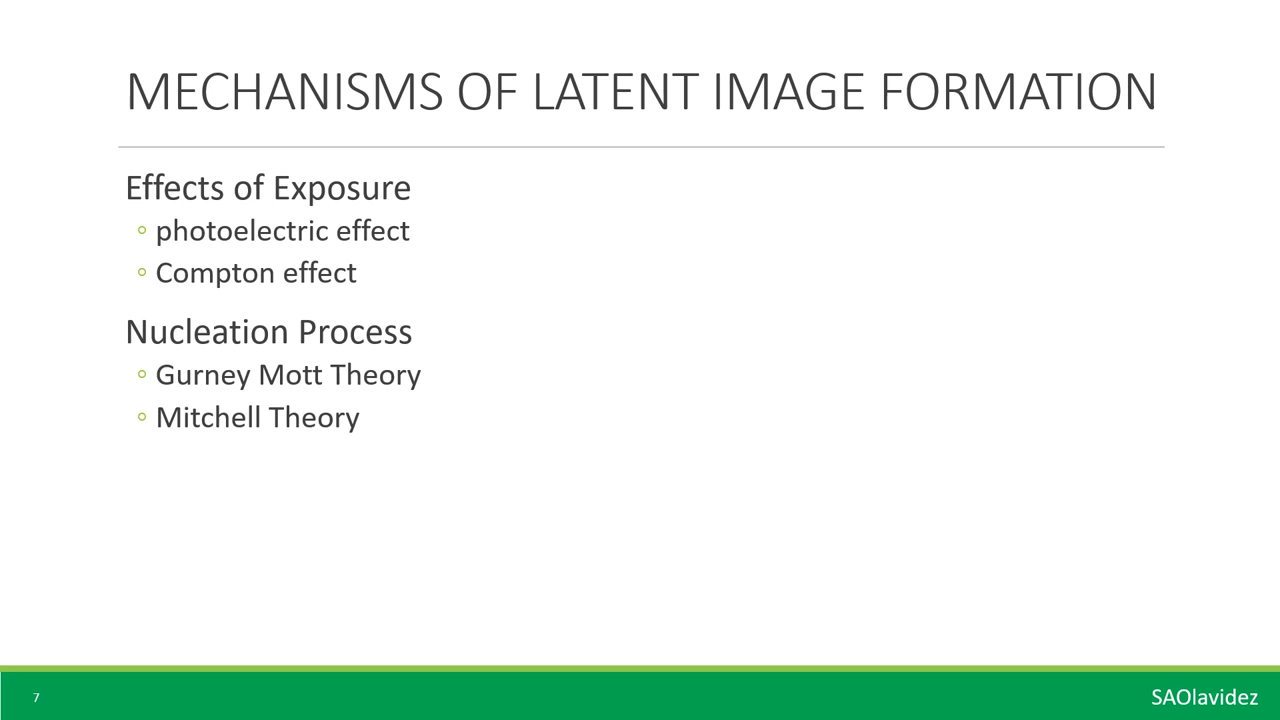 MECHANISMS OF LATENT IMAGE FORMATION
Effects of Exposure
◦ photoelectric effect
◦ Compton effect
Nucleation Process
◦ Gurney Mott Theory
◦ Mitchell Theory
7
SAOlavidez